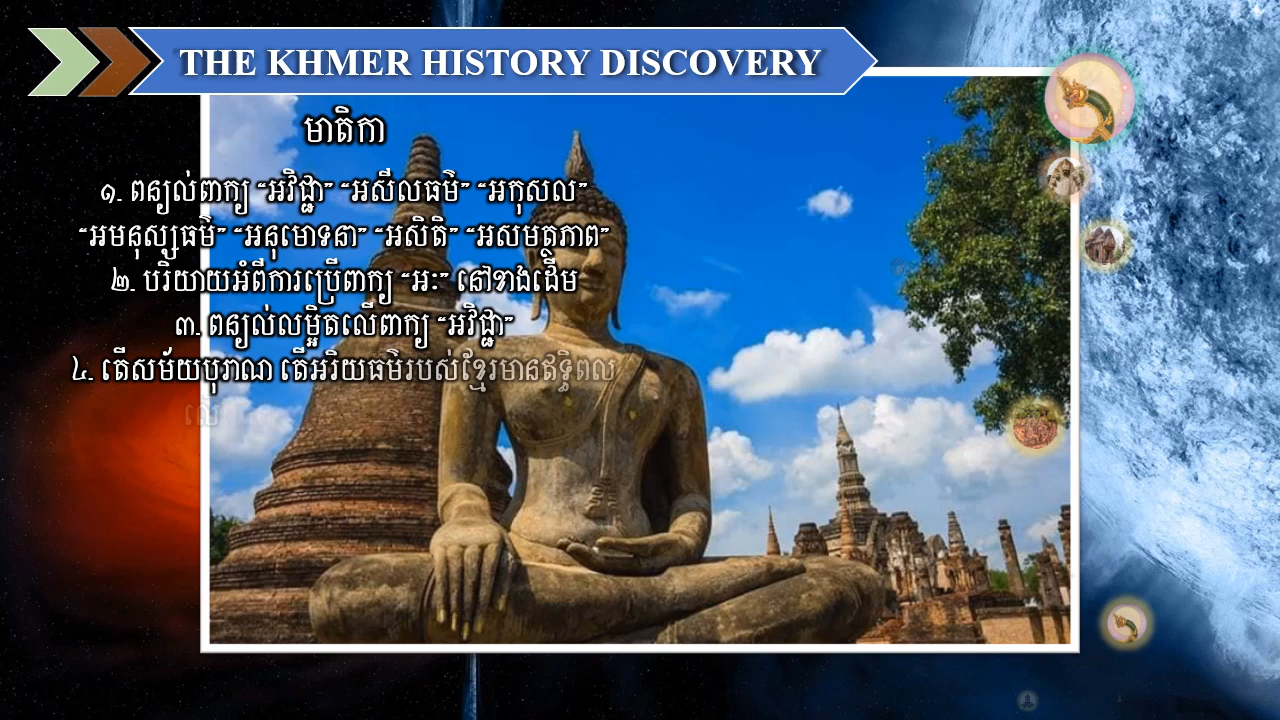 THE KHMER HISTORY DISCOVERY
មាតិកា
១. ពន្យល់ពាក្យ “អវិជ្ជា” “អសីលធម៌” “អកុសល”
“អមនុស្សធម៌” “អនុមោទនា” “អសិតិ” “អសមត្ថភាព”
២. បរិយាយអំពីការប្រើពាក្យ “អៈ” នៅខាងដើម
៣. ពន្យល់លម្អិតលើពាក្យ “អវិជ្ជា”
៤. តើសម័យបុរាណ តើអរិយធម៌របស់ខ្មែរមានឥទ្ធិពល
លើ